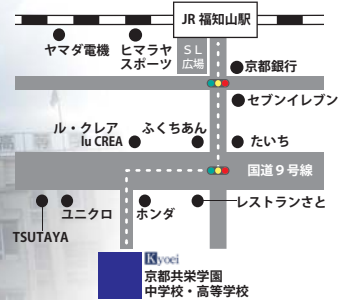 JR 福知山駅
ヤマダ電機
ヒマラヤ
スポーツ
SL
広場
京都銀行
セブンイレブン
ル・クレア
lu CREA
ふくちあん
たいち
国道９号線
ユニクロ
ホンダ
レストランさと
TSUTAYA
Kyoei
京都共栄学園
中学校・高等学校